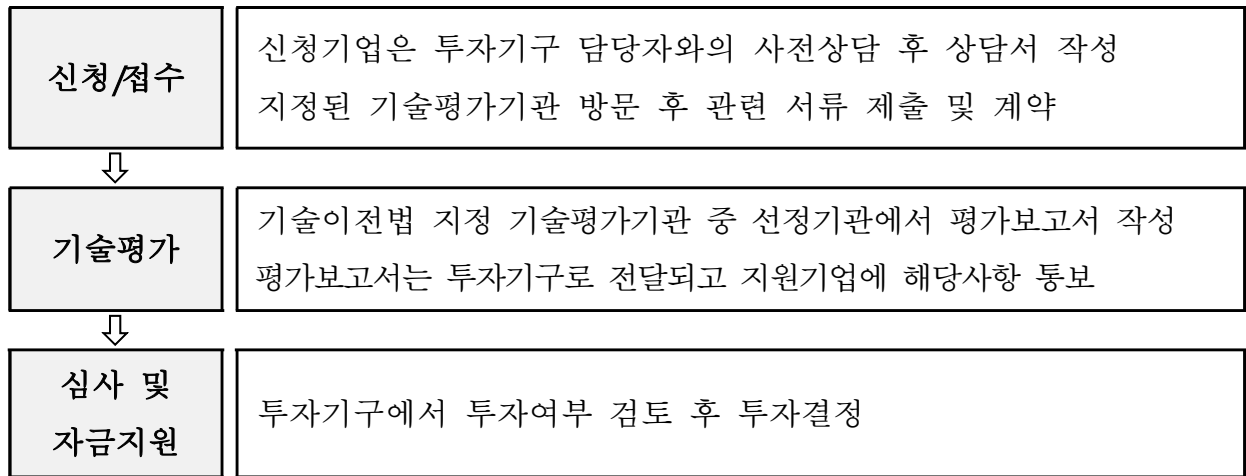 신청/접수
신청기업은 투자기구 담당자와의 사전상담 후 상담서 작성
지정된 기술평가기관 방문 후 관련 서류 제출 및 계약
기술평가
기술이전법 지정 기술평가기관 중 선정기관에서 평가보고서 작성
평가보고서는 투자기구로 전달되고 지원기업에 해당사항 통보
심사 및
자금지원
투자기구에서 투자여부 검토 후 투자결정